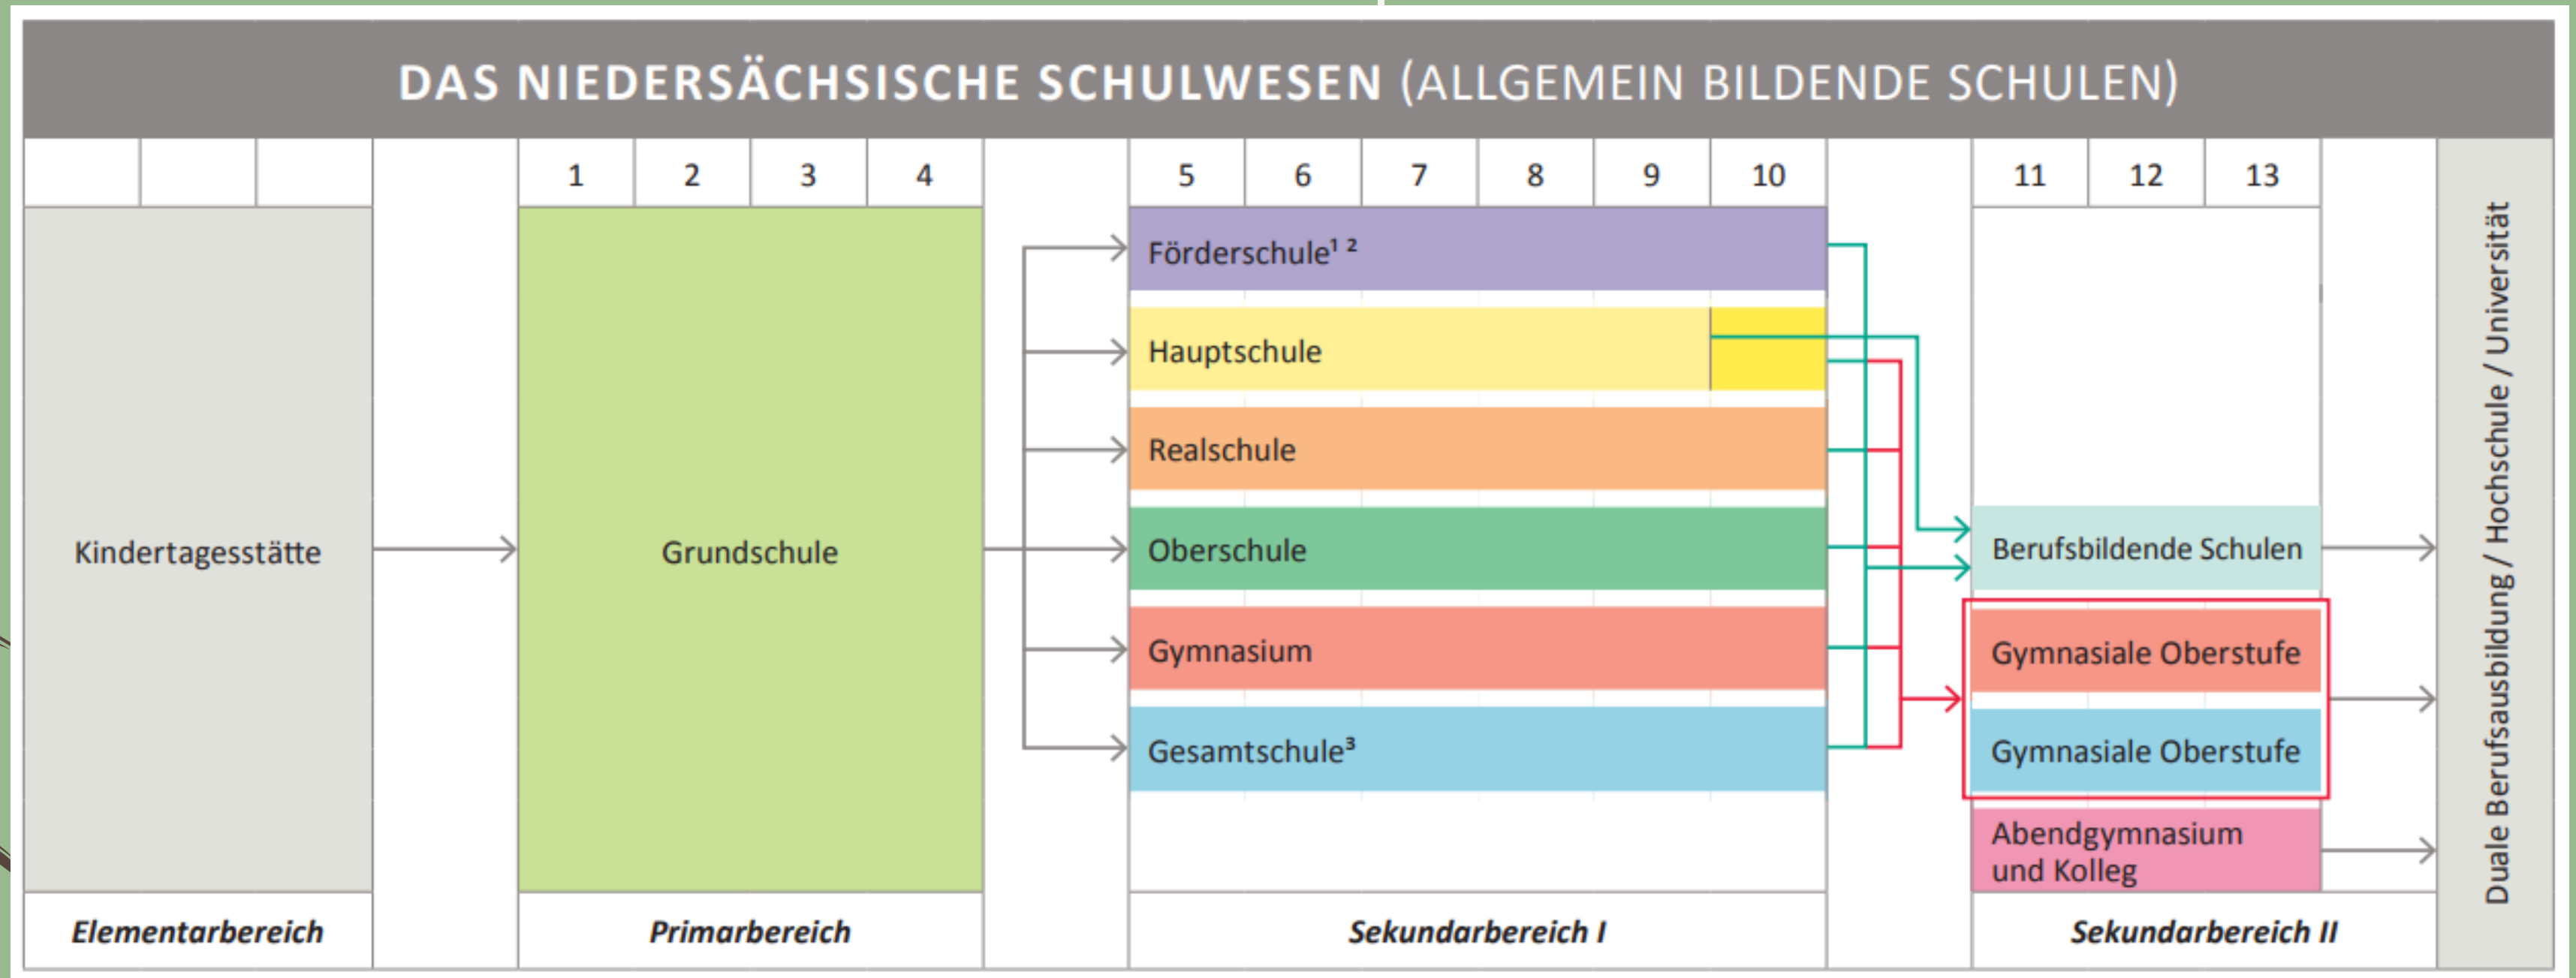 DAS NIEDERSÄCHSISCHE SCHULWESEN (ALLGEMEIN BILDENDE SCHULEN)
1 2 3 4 5 6 7 8 9 10 11 12 13
Kindertagesstätte
Grundschule
Förderschule¹ ²
Hauptschule
Realschule
Oberschule
Gymnasium
Gesamtschule³
Berufsbildende Schulen
Gymnasiale Oberstufe
Gymnasiale Oberstufe
Abendgymnasium
und Kolleg
Duale Berufsausbildung / Hochschule / Universität
Elementarbereich
Primarbereich
Sekundarbereich I
Sekundarbereich II